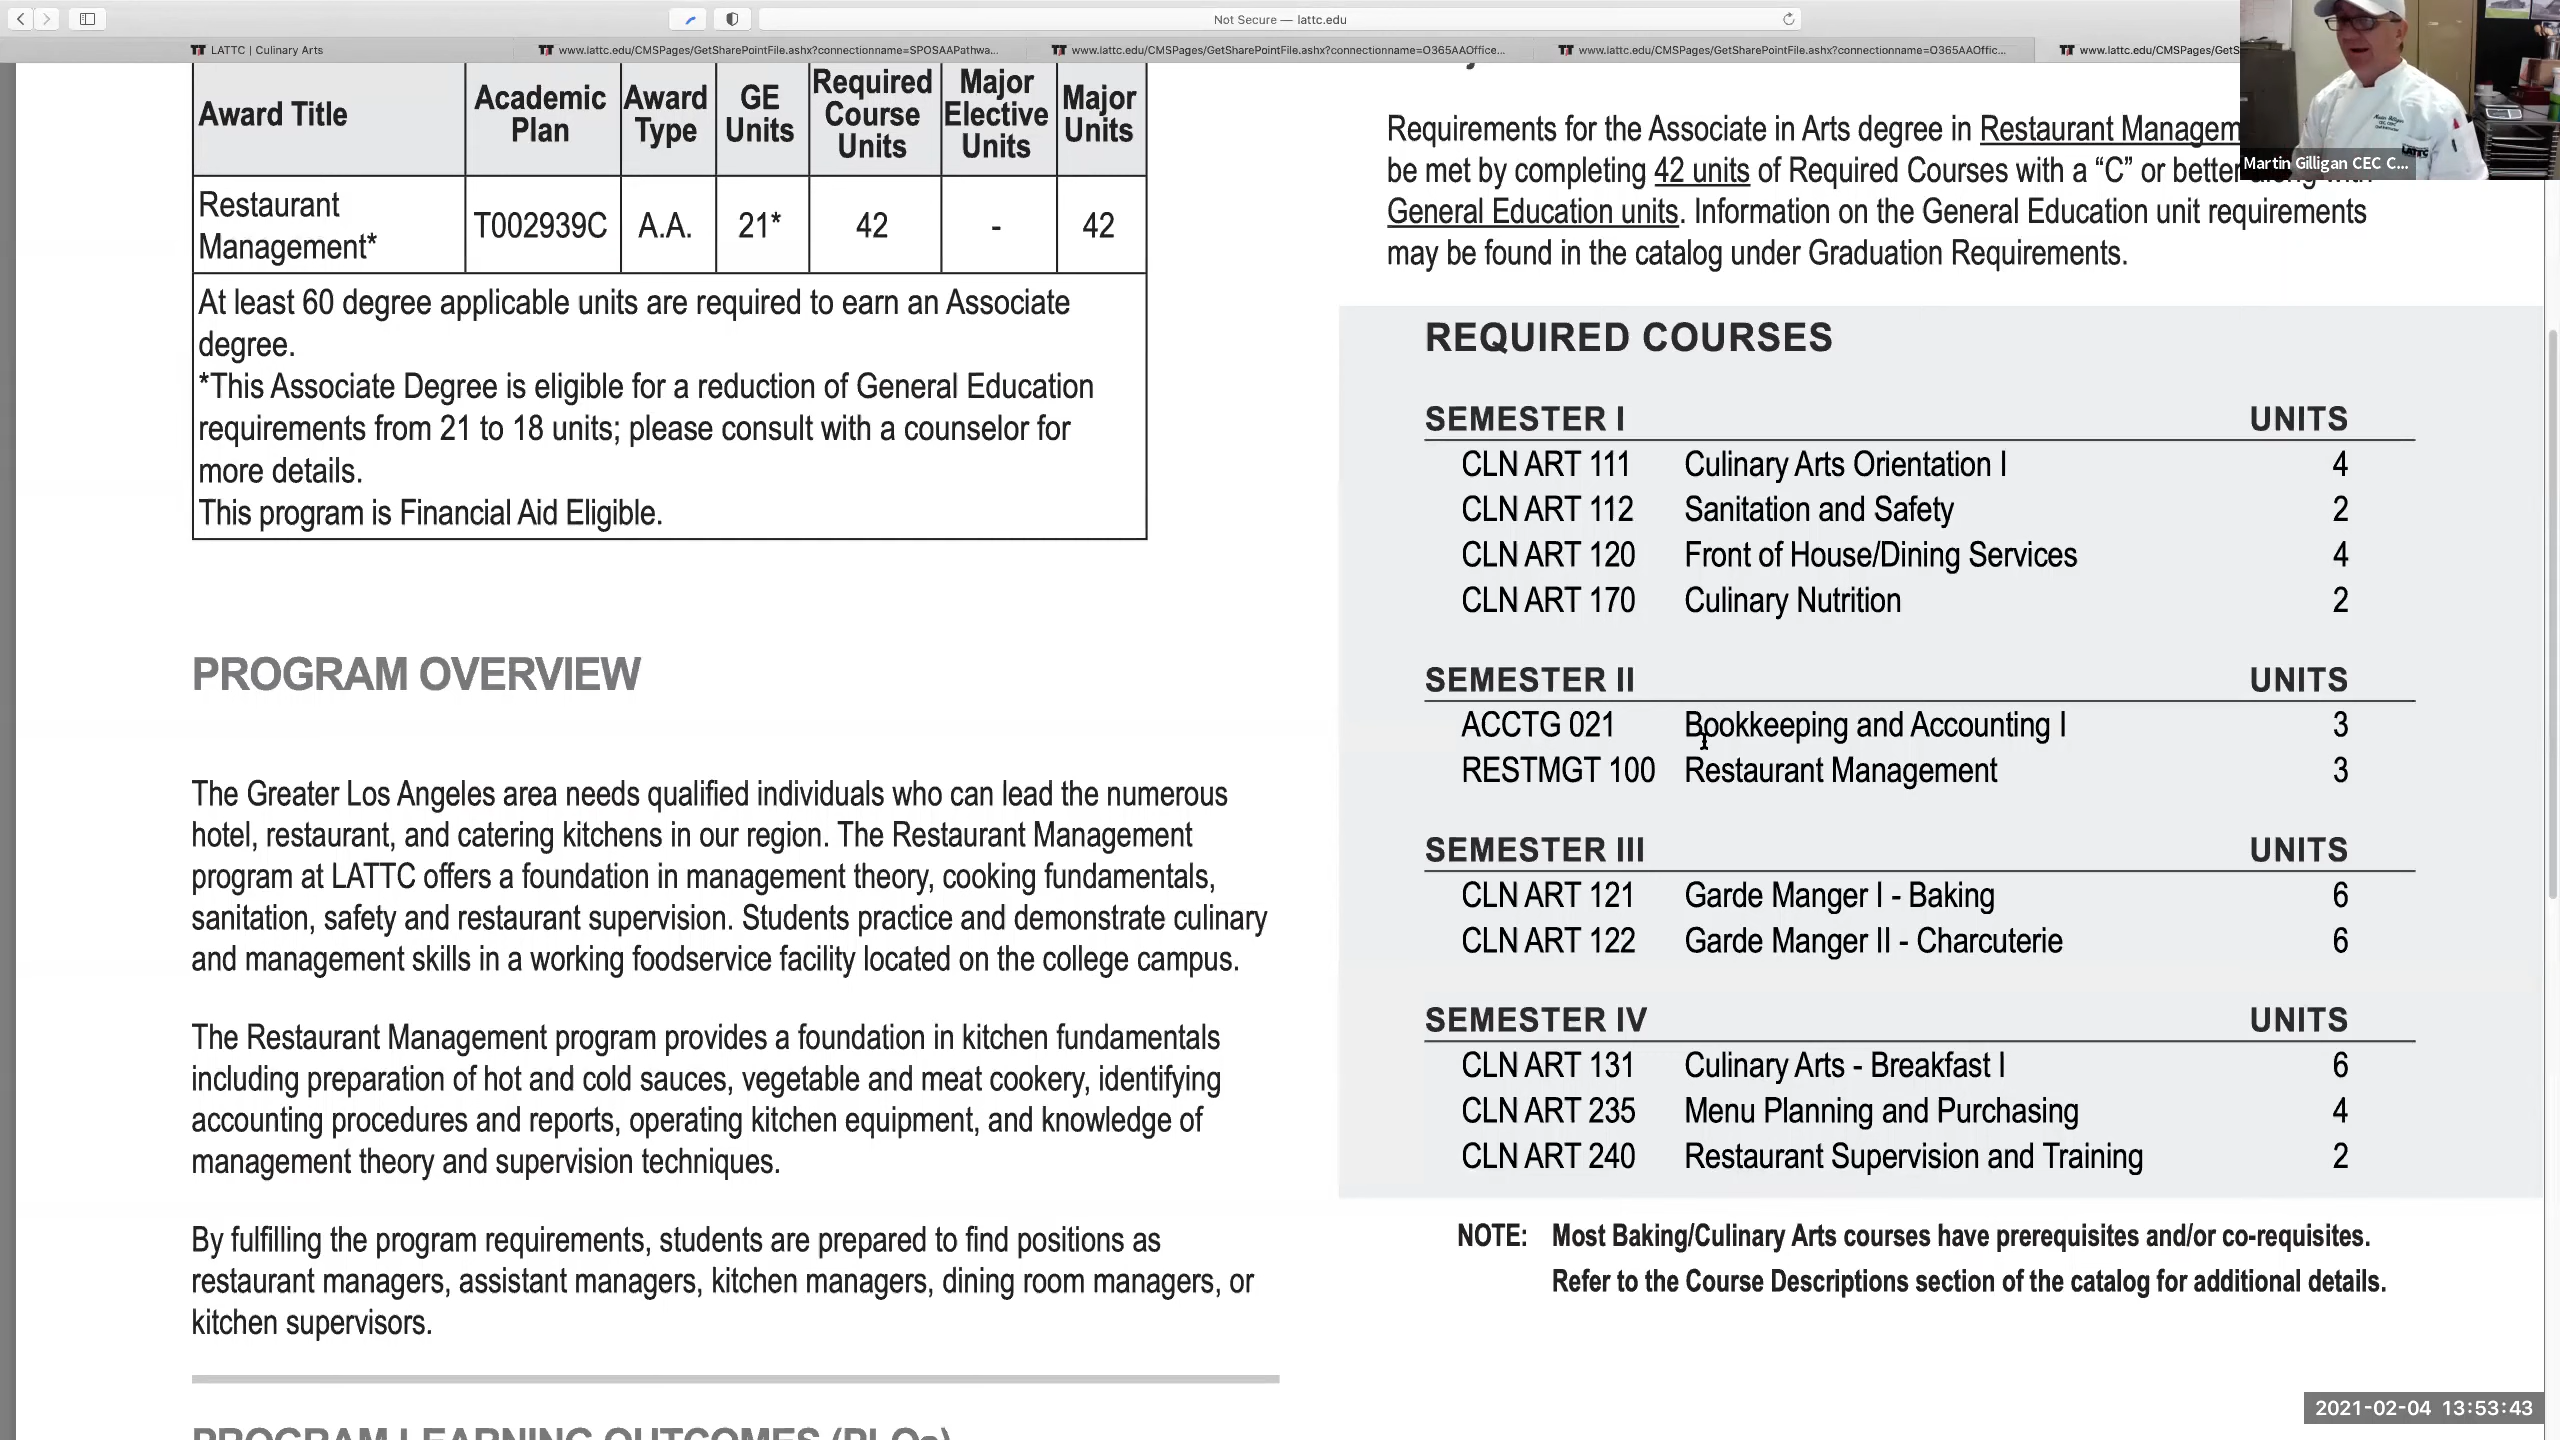 Not Secure — lattc.edu
LATTC | Culinary Arts
www.lattc.edu/CMSPages/GetSharePointFile.ashx?connectionname=SPOSAAPathwa...
www.lattc.edu/CMSPages/GetSharePointFile.ashx?connectionname=O365AAOffice...
www.lattc.edu/CMSPages/GetSharePointFile.ashx?connectionname=O365AAOffic...
www.lattc.edu/CMSPages/GetS
Martin Gilligan CEC C...
LATTC
Award Title
Academic Plan
Award Type
GE Units
Required Course Units
Major Elective Units
Major Units
Restaurant Management*
T002939C
A.A.
21*
42
-
42
At least 60 degree applicable units are required to earn an Associate
degree.
*This Associate Degree is eligible for a reduction of General Education
requirements from 21 to 18 units; please consult with a counselor for
more details.
This program is Financial Aid Eligible.
PROGRAM OVERVIEW
The Greater Los Angeles area needs qualified individuals who can lead the numerous
hotel, restaurant, and catering kitchens in our region. The Restaurant Management
program at LATTC offers a foundation in management theory, cooking fundamentals,
sanitation, safety and restaurant supervision. Students practice and demonstrate culinary
and management skills in a working foodservice facility located on the college campus.
The Restaurant Management program provides a foundation in kitchen fundamentals
including preparation of hot and cold sauces, vegetable and meat cookery, identifying
accounting procedures and reports, operating kitchen equipment, and knowledge of
management theory and supervision techniques.
By fulfilling the program requirements, students are prepared to find positions as
restaurant managers, assistant managers, kitchen managers, dining room managers, or
kitchen supervisors.
PROGRAM LEARNING OUTCOMES (PLOs)
Requirements for the Associate in Arts degree in Restaurant Managem
be met by completing 42 units of Required Courses with a “C” or better along with
General Education units. Information on the General Education unit requirements
may be found in the catalog under Graduation Requirements.
REQUIRED COURSES
SEMESTER I UNITS
CLN ART 111 Culinary Arts Orientation I 4
CLN ART 112 Sanitation and Safety 2
CLN ART 120 Front of House/Dining Services 4
CLN ART 170 Culinary Nutrition 2
SEMESTER II UNITS
ACCTG 021 Bookkeeping and Accounting I 3
RESTMGT 100 Restaurant Management 3
SEMESTER III UNITS
CLN ART 121 Garde Manger I - Baking 6
CLN ART 122 Garde Manger II - Charcuterie 6
SEMESTER IV UNITS
CLN ART 131 Culinary Arts - Breakfast I 6
CLN ART 235 Menu Planning and Purchasing 4
CLN ART 240 Restaurant Supervision and Training 2
NOTE: Most Baking/Culinary Arts courses have prerequisites and/or co-requisites.
Refer to the Course Descriptions section of the catalog for additional details.
2021-02-04 13:53:43